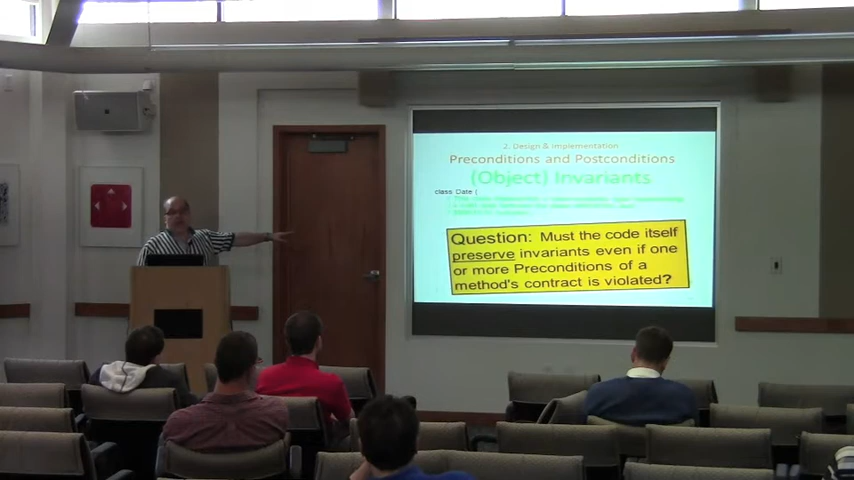 2. Design & Implementation
Preconditions and Postconditions
(Object) Invariants
class Date {
Question: Must the code itself
preserve invariants even if one
or more Preconditions of a
method's contract is violated?